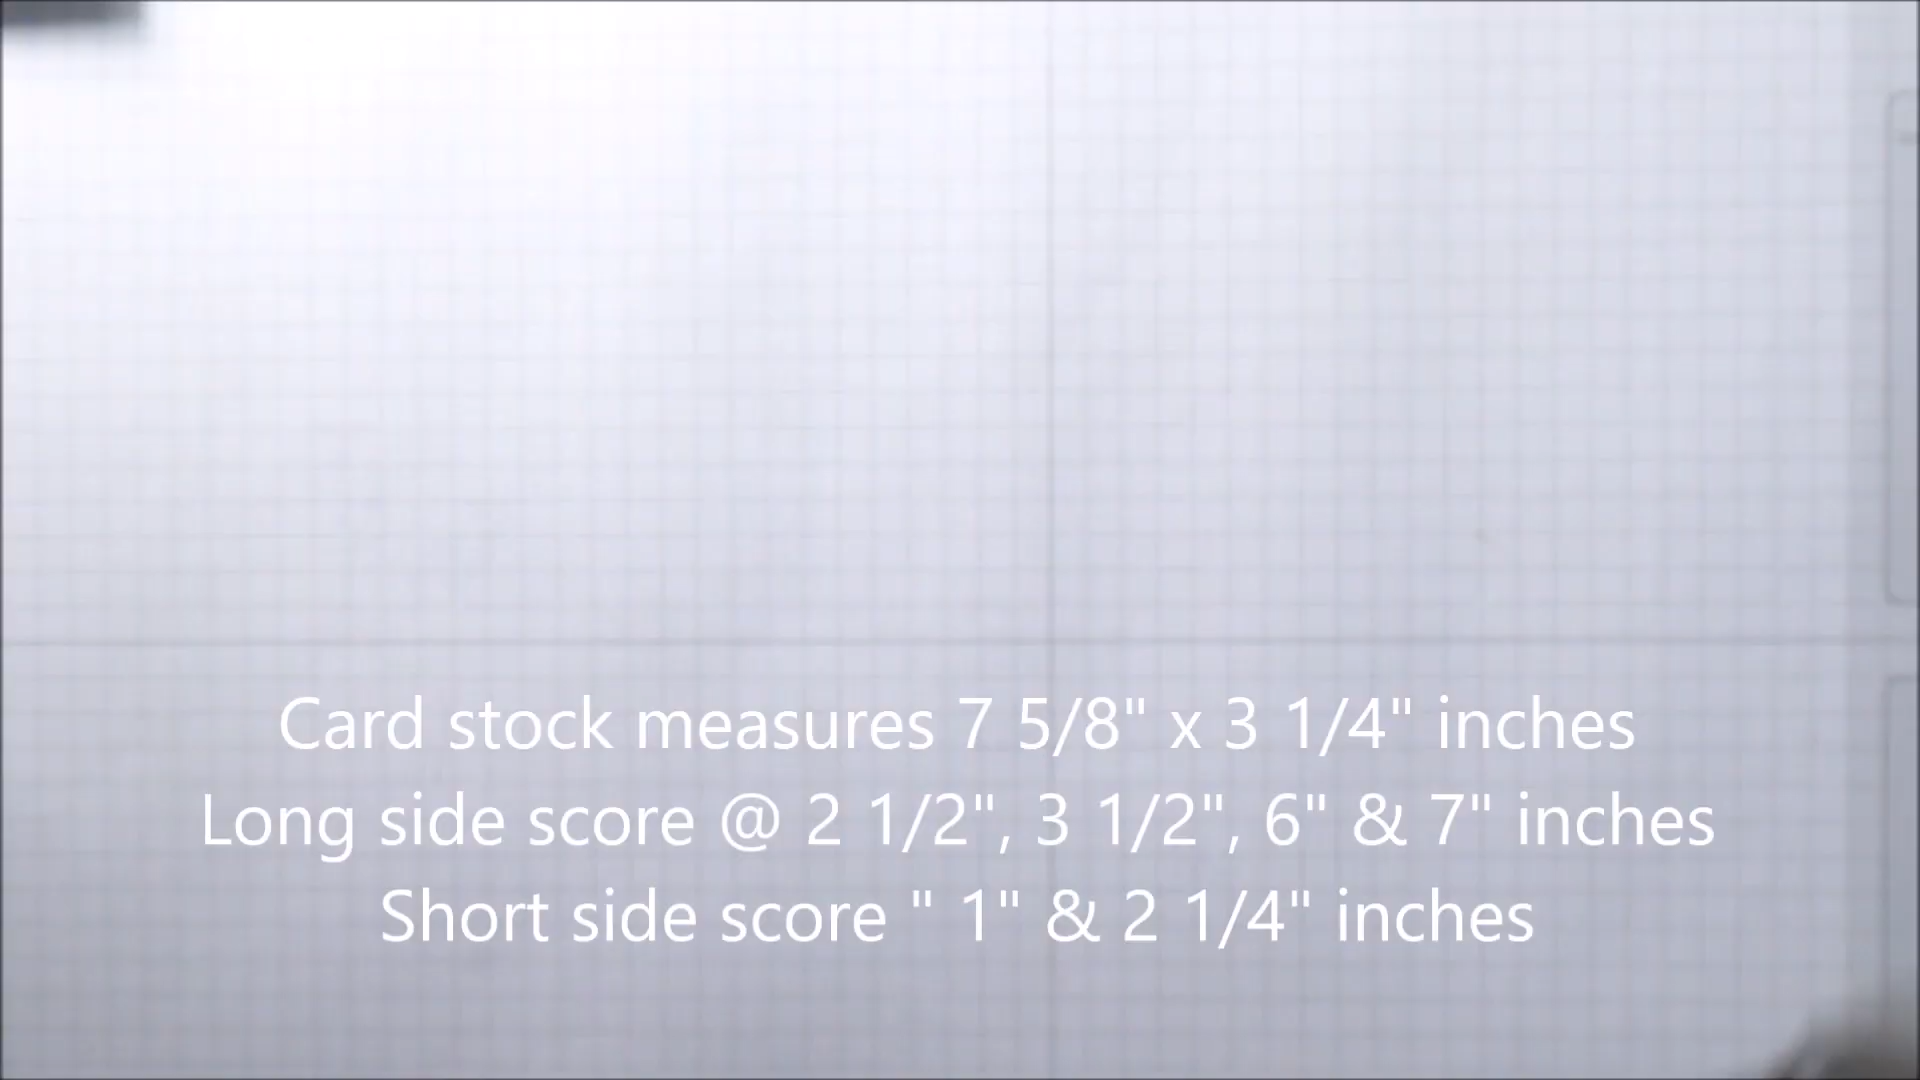 Card stock measures 7 5/8" x 3 1/4" inches
Long side score @ 2 1/2", 3 1/2", 6" & 7" inches
Short side score " 1" & 2 1/4" inches